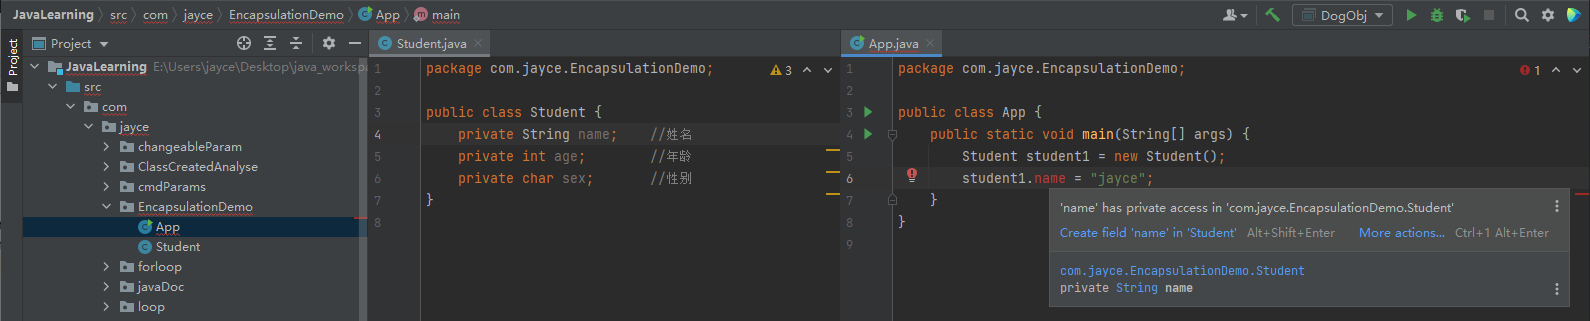 JavaLearning src com jayce EncapsulationDemo App main DogObj
Project
Project
JavaLearning E:\Users\jayce\Desktop\java_workspa
src
com
jayce
changeableParam
ClassCreatedAnalyse
cmdParams
EncapsulationDemo
App
Student
forloop
javaDoc
loop
Student.java
1 package com.jayce.EncapsulationDemo; 3
2
3 public class Student {
4 private String name; //姓名
5 private int age; //年龄
6 private char sex; //性别
7 }
8
App.java
1 package com.jayce.EncapsulationDemo; 1
2
3 public class App {
4 public static void main(String[] args) {
5 Student student1 = new Student();
6 student1.name = "jayce";
7 }
8 }
9
'name' has private access in 'com.jayce.EncapsulationDemo.Student'
Create field 'name' in 'Student' Alt+Shift+Enter More actions... Ctrl+1 Alt+Enter
com.jayce.EncapsulationDemo.Student
private String name